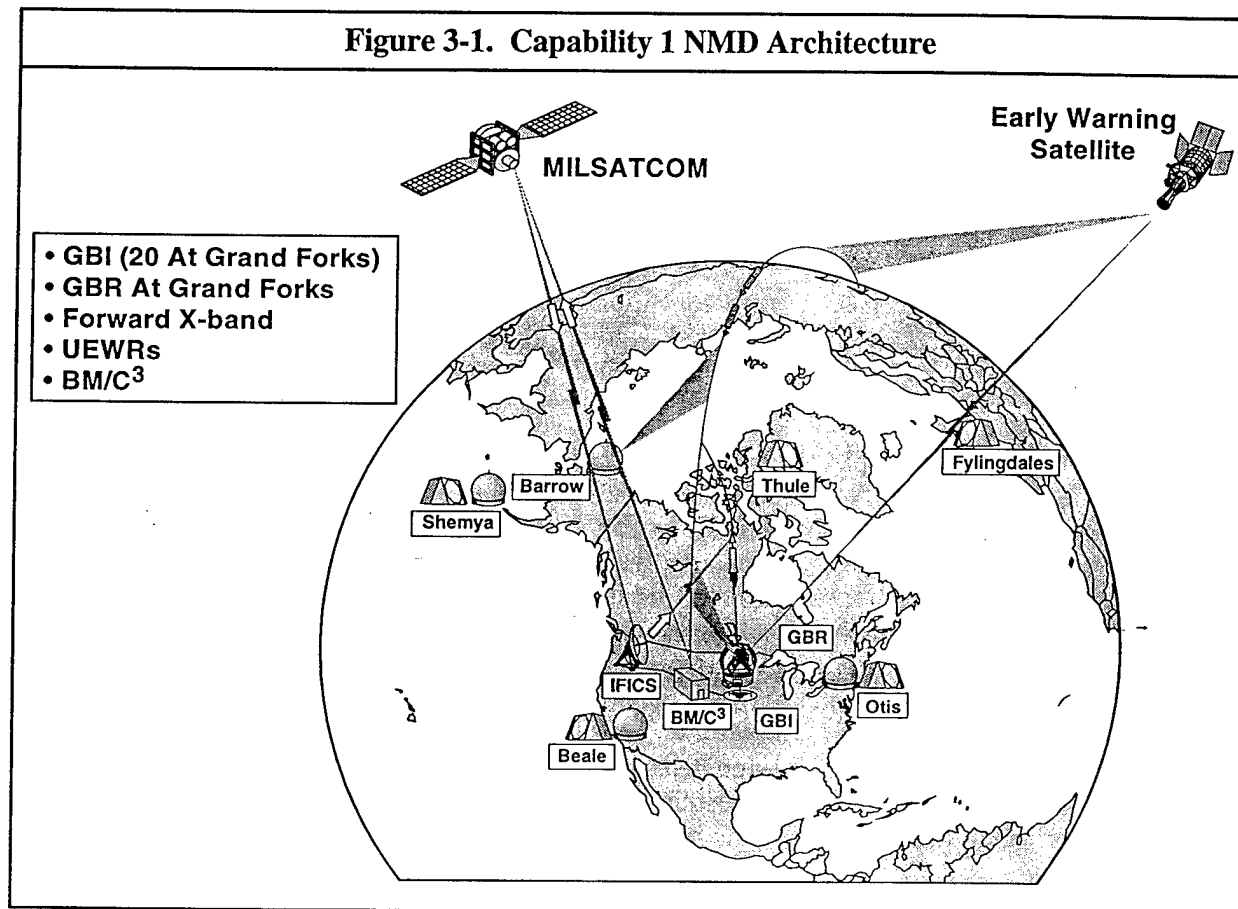 Figure 3-1. Capability 1 NMD Architecture
MILSATCOM
Early Warning
Satellite
• GBI (20 At Grand Forks)
• GBR At Grand Forks
• Forward X-band
• UEWRs
• BM/C³
Barrow
Shemya
Thule
Fylingdales
GBR
IFICS
BM/C³
GBI
Otis
Beale